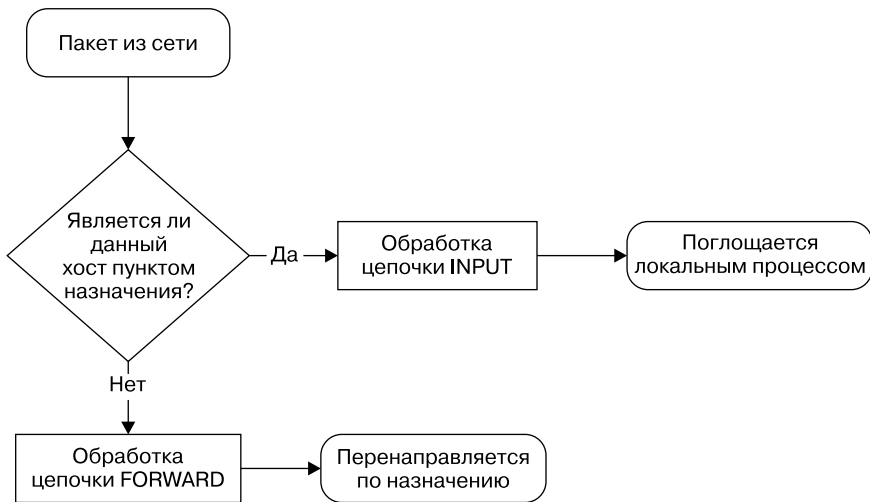 Пакет из сети
Является ли
данный
хост пунктом
назначения?
Да
Обработка
цепочки INPUT
Поглощается
локальным процессом
Нет
Обработка
цепочки FORWARD
Перенаправляется
по назначению